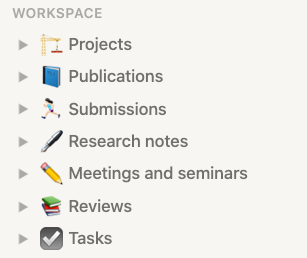 WORKSPACE
Projects
Publications
Submissions
Research notes
Meetings and seminars
Reviews
Tasks